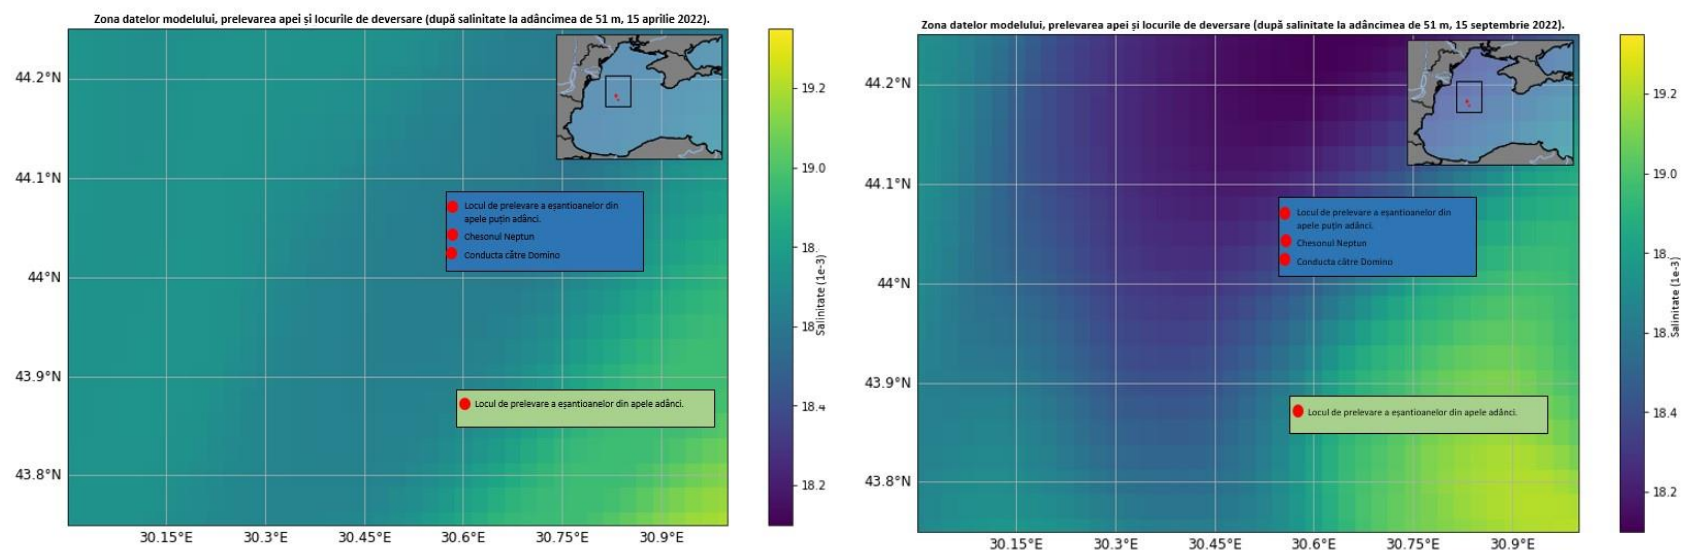 Zona datelor modelului, prelevarea apei și locurile de deversare (după salinitate la adâncimea de 51 m, 15 aprilie 2022).
44.2°N
44.1°N
44°N
43.9°N
43.8°N
30.15°E
30.3°E
30.45°E
30.6°E
30.75°E
30.9°E
Locul de prelevare a eșantioanelor din
apele puțin adânci.
Chesonul Neptun
Conducta către Domino
Locul de prelevare a eșantioanelor din apele adânci.
19.2
19.0
18.
18.
18.4
18.2
Salinitate (1e-3)
Zona datelor modelului, prelevarea apei și locurile de deversare (după salinitate la adâncimea de 51 m, 15 septembrie 2022).
44.2°N
44.1°N
44°N
43.9°N
43.8°N
30.15°E
30.3°E
30.45°E
30.6°E
30.75°E
30.9°E
Locul de prelevare a eșantioanelor din
apele puțin adânci.
Chesonul Neptun
Conducta către Domino
Locul de prelevare a eșantioanelor din apele adânci.
19.2
19.0
18.
18.
18.4
18.2
Salinitate (1e-3)